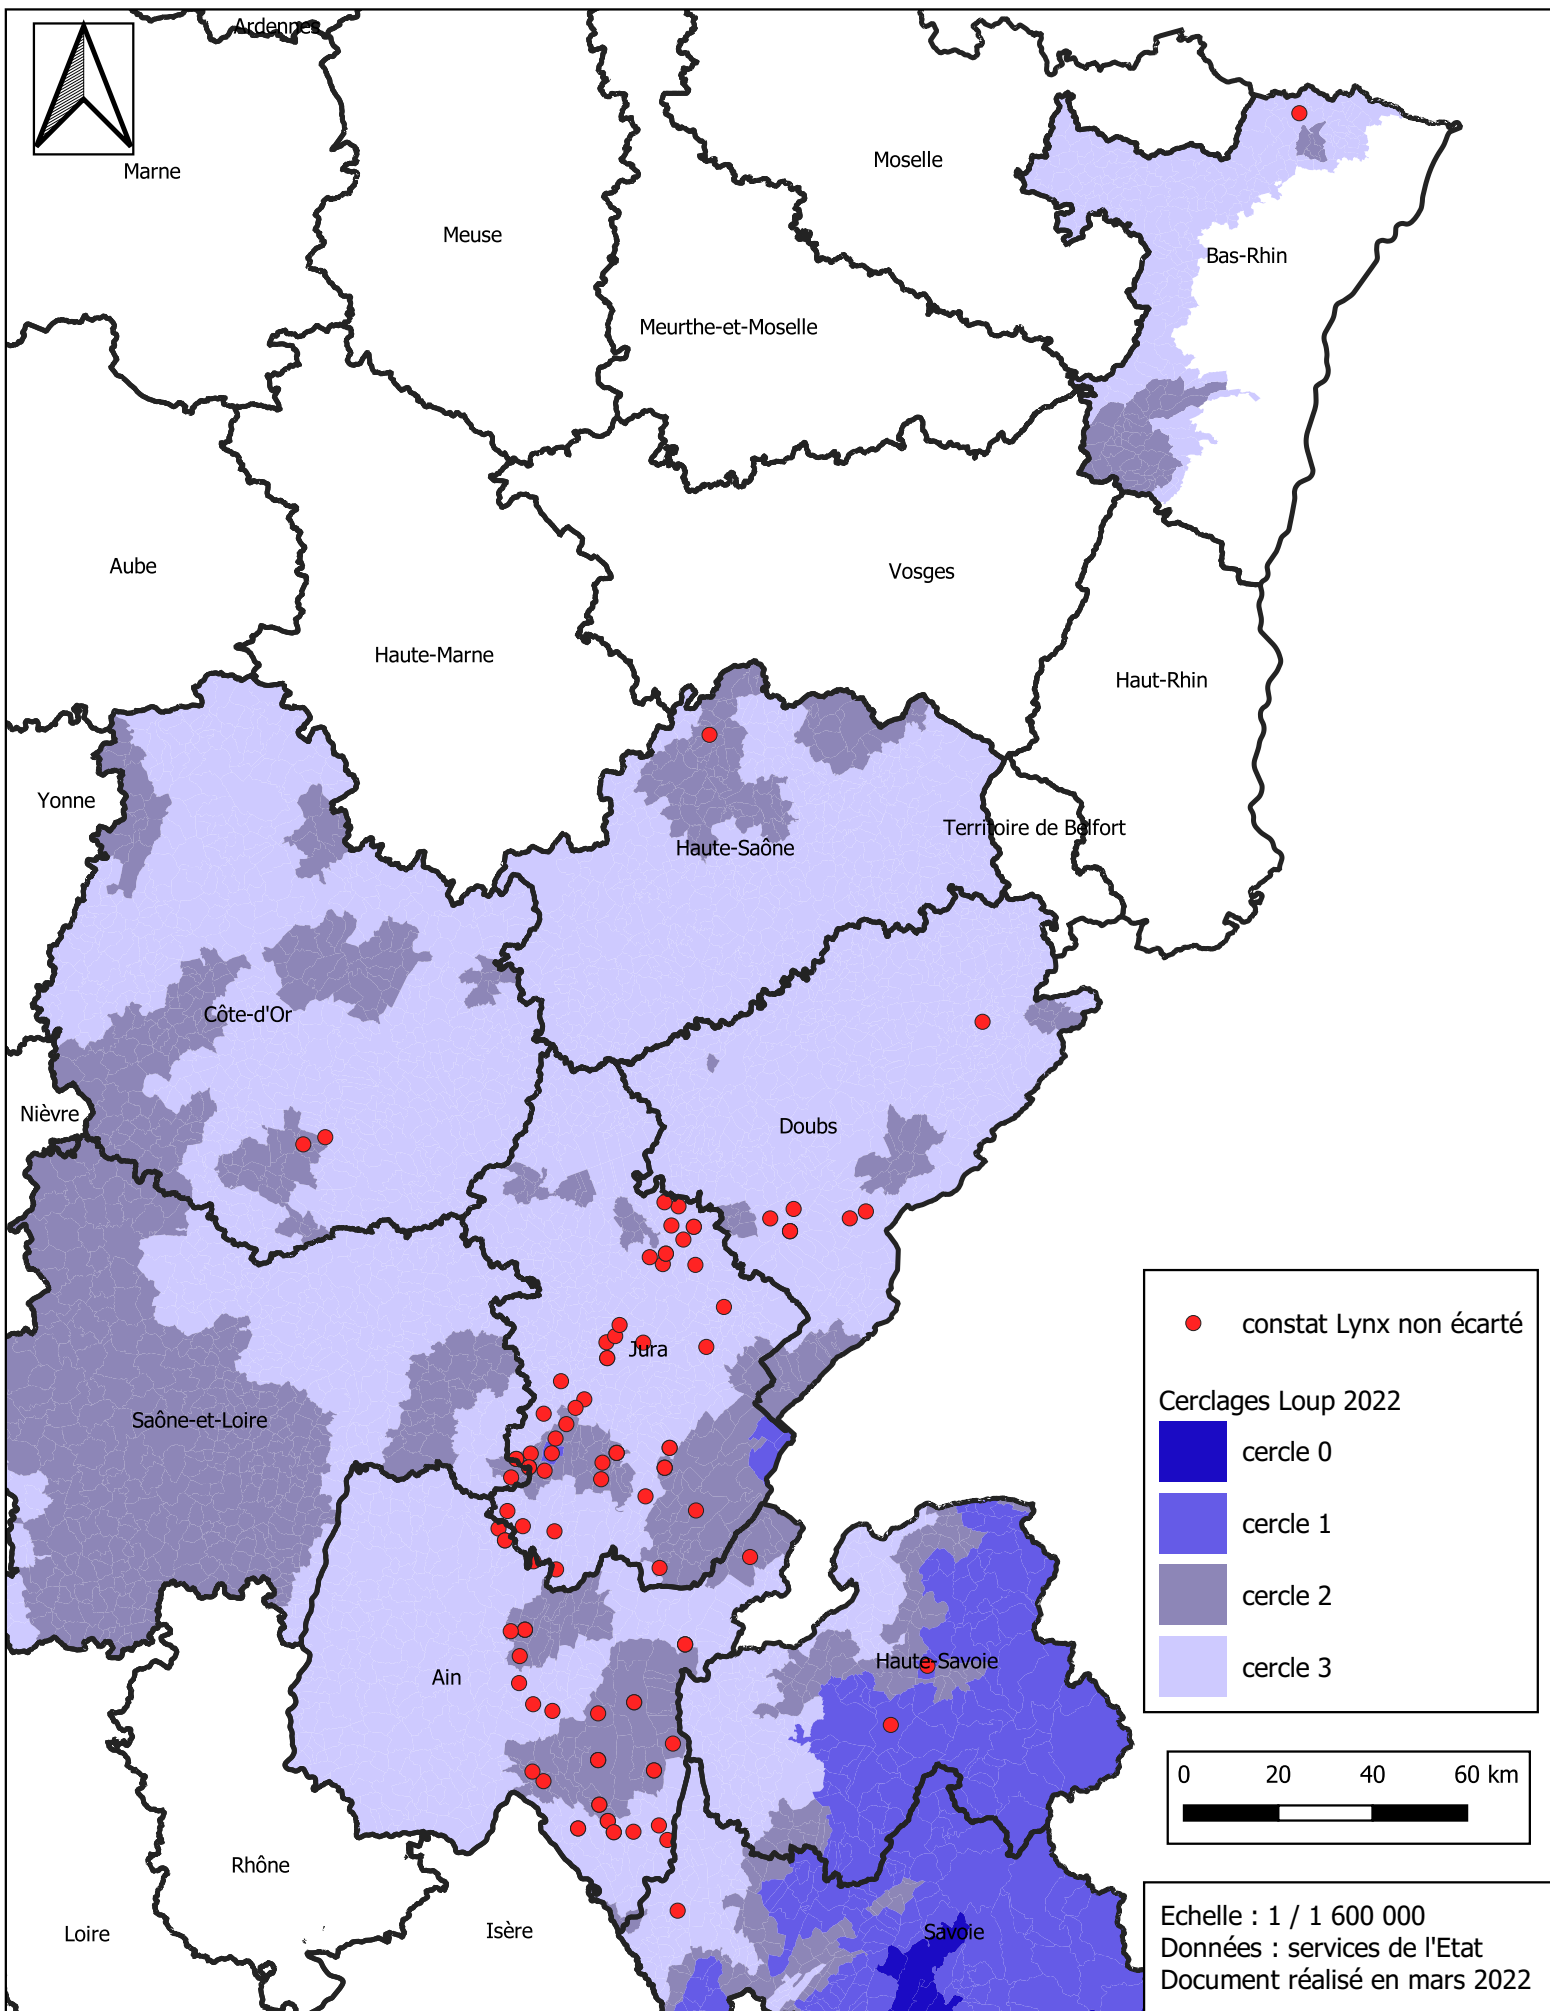 Ardennes
Marne
Moselle
Meuse
Bas-Rhin
Meurthe-et-Moselle
Aube
Vosges
Haute-Marne
Haut-Rhin
Yonne
Territoire de Belfort
Haute-Saône
Côte-d'Or
Nièvre
Doubs
Jura
Saône-et-Loire
Ain
Haute-Savoie
Rhône
Loire
Isère
Savoie
constat Lynx non écarté
Cerclages Loup 2022
cercle 0
cercle 1
cercle 2
cercle 3
0 20 40 60 km
Echelle : 1 / 1 600 000
Données : services de l'Etat
Document réalisé en mars 2022